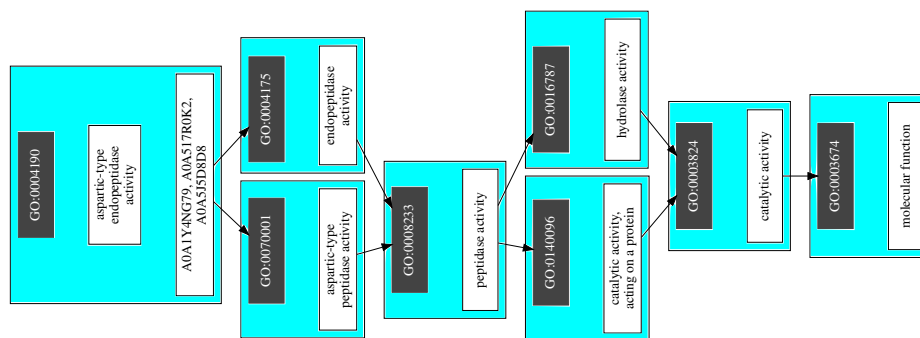 GO:0004190
aspartic-type
endopeptidase
activity
A0A1Y4NG79, A0A517R0K2,
A0A5J5D8D8
GO:0004175
endopeptidase
activity
GO:0070001
aspartic-type
peptidase activity
GO:0008233
peptidase activity
GO:0016787
hydrolase activity
GO:0140096
catalytic activity,
acting on a protein
GO:0003824
catalytic activity
GO:0003674
molecular function